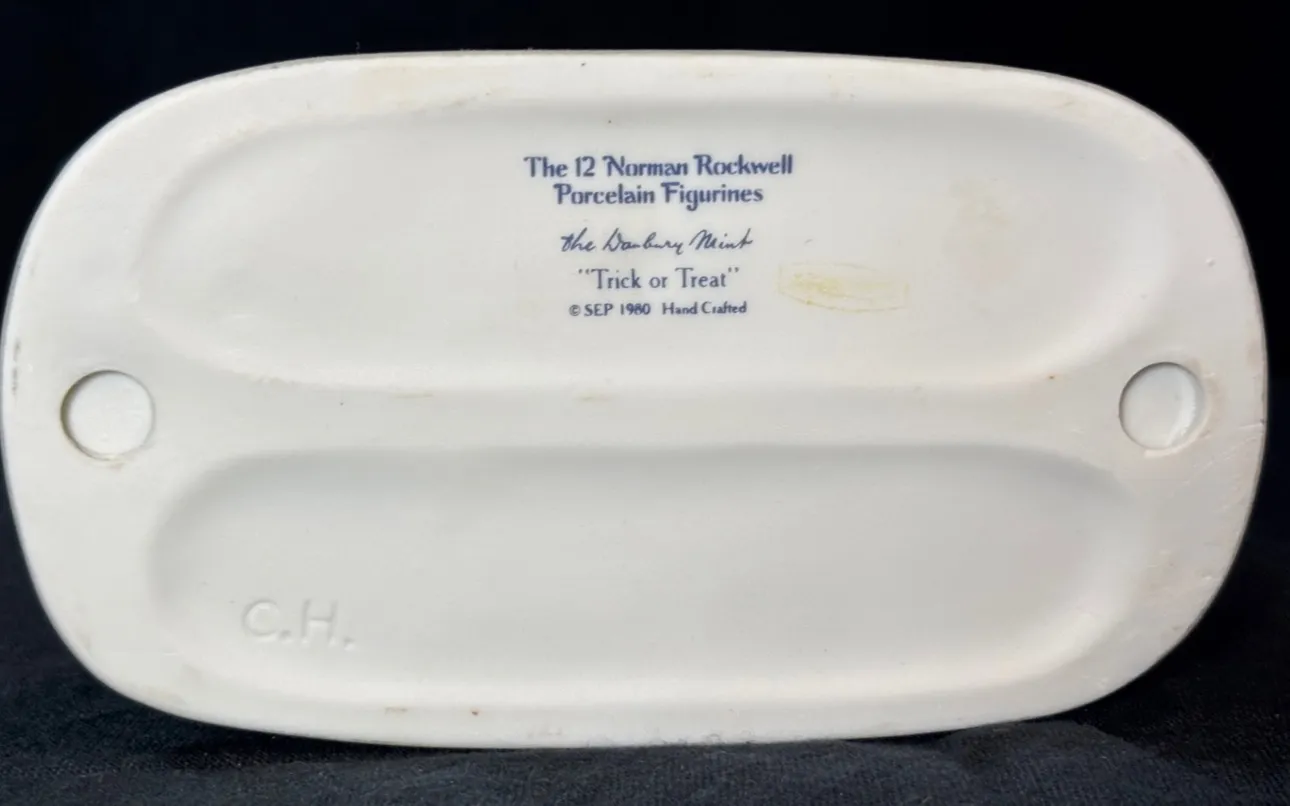 The 12 Norman Rockwell
Porcelain Figurines
the Danbury Mint
"Trick or Treat"
© SEP 1980 Hand Crafted
C.H.